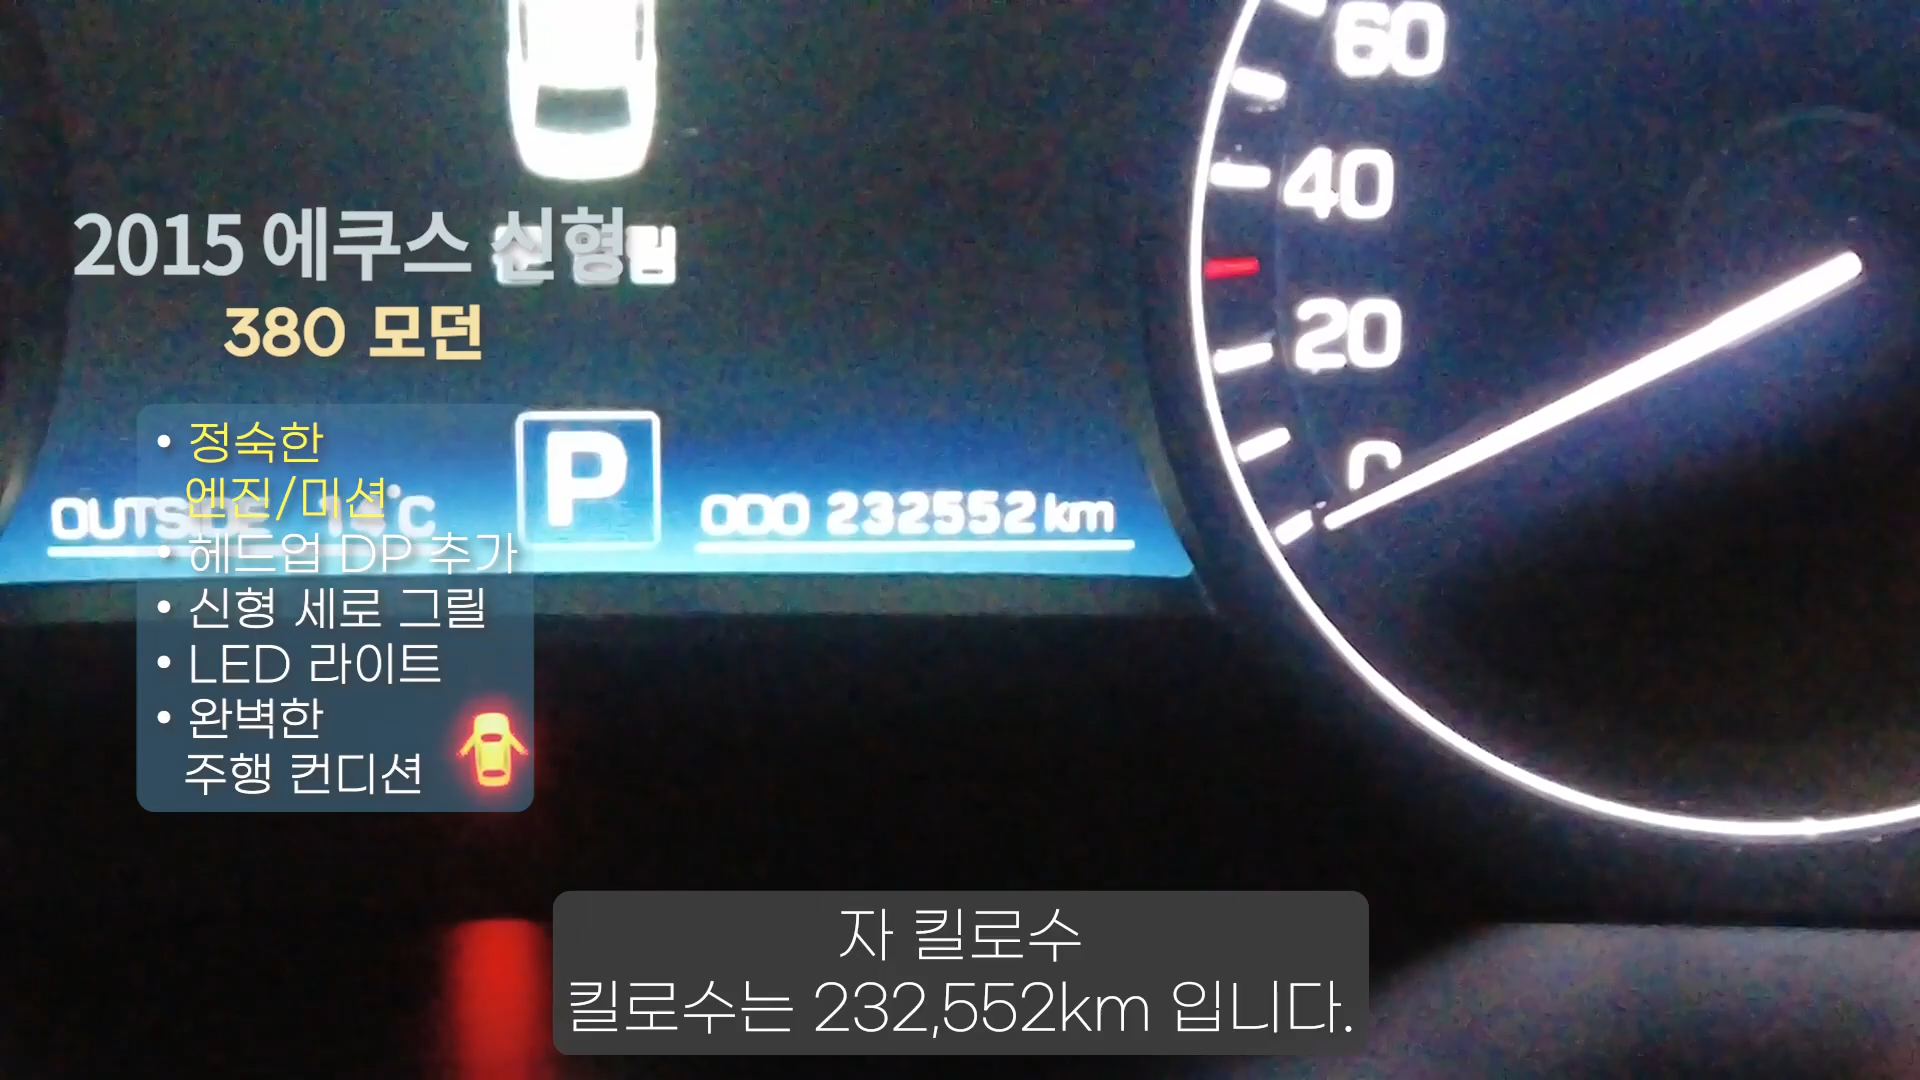 60
40
20
0
2015 에쿠스 신형
380 모던
P
OUTSIDE °C
ODO 232552 km
• 정숙한
엔진/미션
• 헤드업 DP 추가
• 신형 세로 그릴
• LED 라이트
• 완벽한
주행 컨디션
자 킬로수
킬로수는 232,552km 입니다.